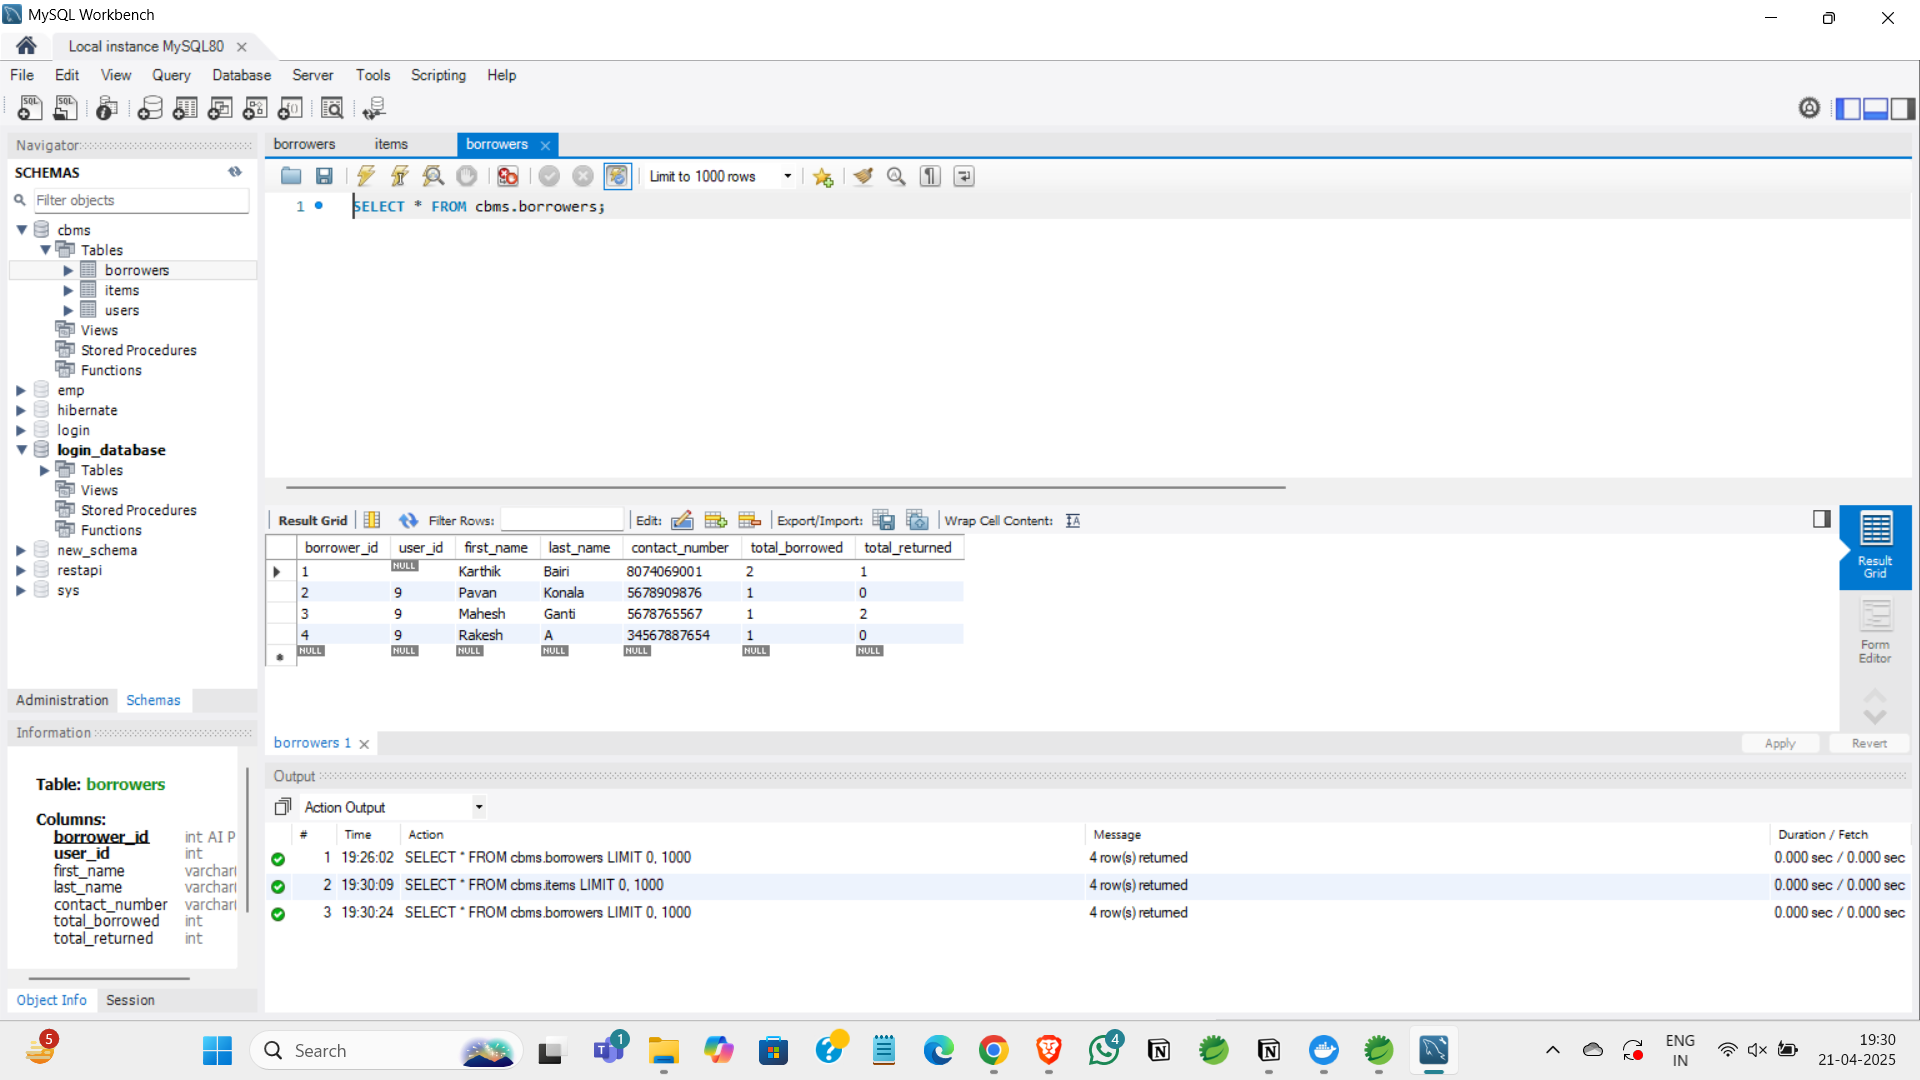 MySQL Workbench
Local instance MySQL80
File Edit View Query Database Server Tools Scripting Help
Navigator
SCHEMAS
Filter objects
cbms
Tables
borrowers
items
users
Views
Stored Procedures
Functions
emp
hibernate
login
login_database
Tables
Views
Stored Procedures
Functions
new_schema
restapi
sys
Administration Schemas
Information
Table: borrowers
Columns:
borrower_id int AI P
user_id int
first_name varchar(
last_name varchar(
contact_number varchar(
total_borrowed int
total_returned int
Object Info Session
borrowers items borrowers
Limit to 1000 rows
1 SELECT * FROM cbms.borrowers;
Result Grid Filter Rows: Edit: Export/Import: Wrap Cell Content:
borrower_id user_id first_name last_name contact_number total_borrowed total_returned
1 NULL Karthik Bairi 8074069001 2 1
2 9 Pavan Konala 5678909876 1 0
3 9 Mahesh Ganti 5678765567 1 2
4 9 Rakesh A 34567887654 1 0
NULL NULL NULL NULL NULL NULL NULL
Result
Grid
Form
Editor
borrowers 1
Apply Revert
Output
Action Output
# Time Action Message Duration / Fetch
1 19:26:02 SELECT * FROM cbms.borrowers LIMIT 0, 1000 4 row(s) returned 0.000 sec / 0.000 sec
2 19:30:09 SELECT * FROM cbms.items LIMIT 0, 1000 4 row(s) returned 0.000 sec / 0.000 sec
3 19:30:24 SELECT * FROM cbms.borrowers LIMIT 0, 1000 4 row(s) returned 0.000 sec / 0.000 sec
5 Search 1 4 ENG 19:30
IN 21-04-2025